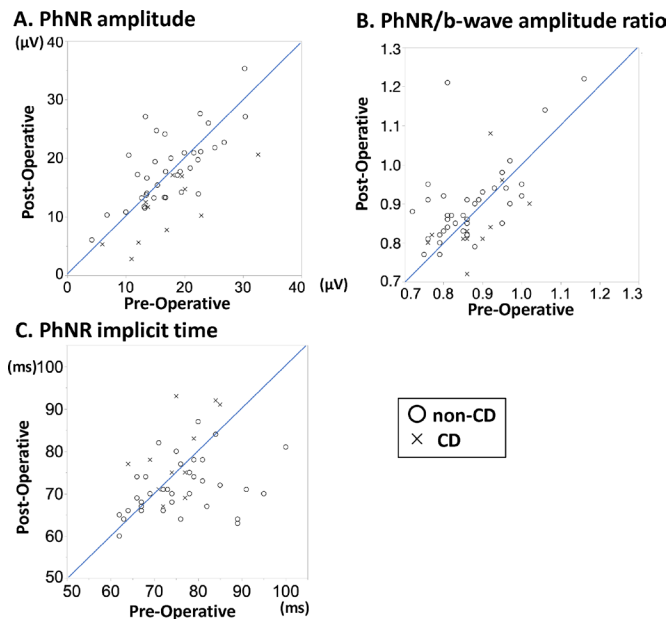 A. PhNR amplitude
(μV)
40
30
20
10
0
0 10 20 30 40
Post-Operative
Pre-Operative
(μV)
B. PhNR/b-wave amplitude ratio
1.3
1.2
1.1
1.0
0.9
0.8
0.7
0.7 0.8 0.9 1.0 1.1 1.2 1.3
Post-Operative
Pre-Operative
C. PhNR implicit time
(ms)
100
90
80
70
60
50
50 60 70 80 90 100
Post-Operative
Pre-Operative
(ms)
non-CD
CD